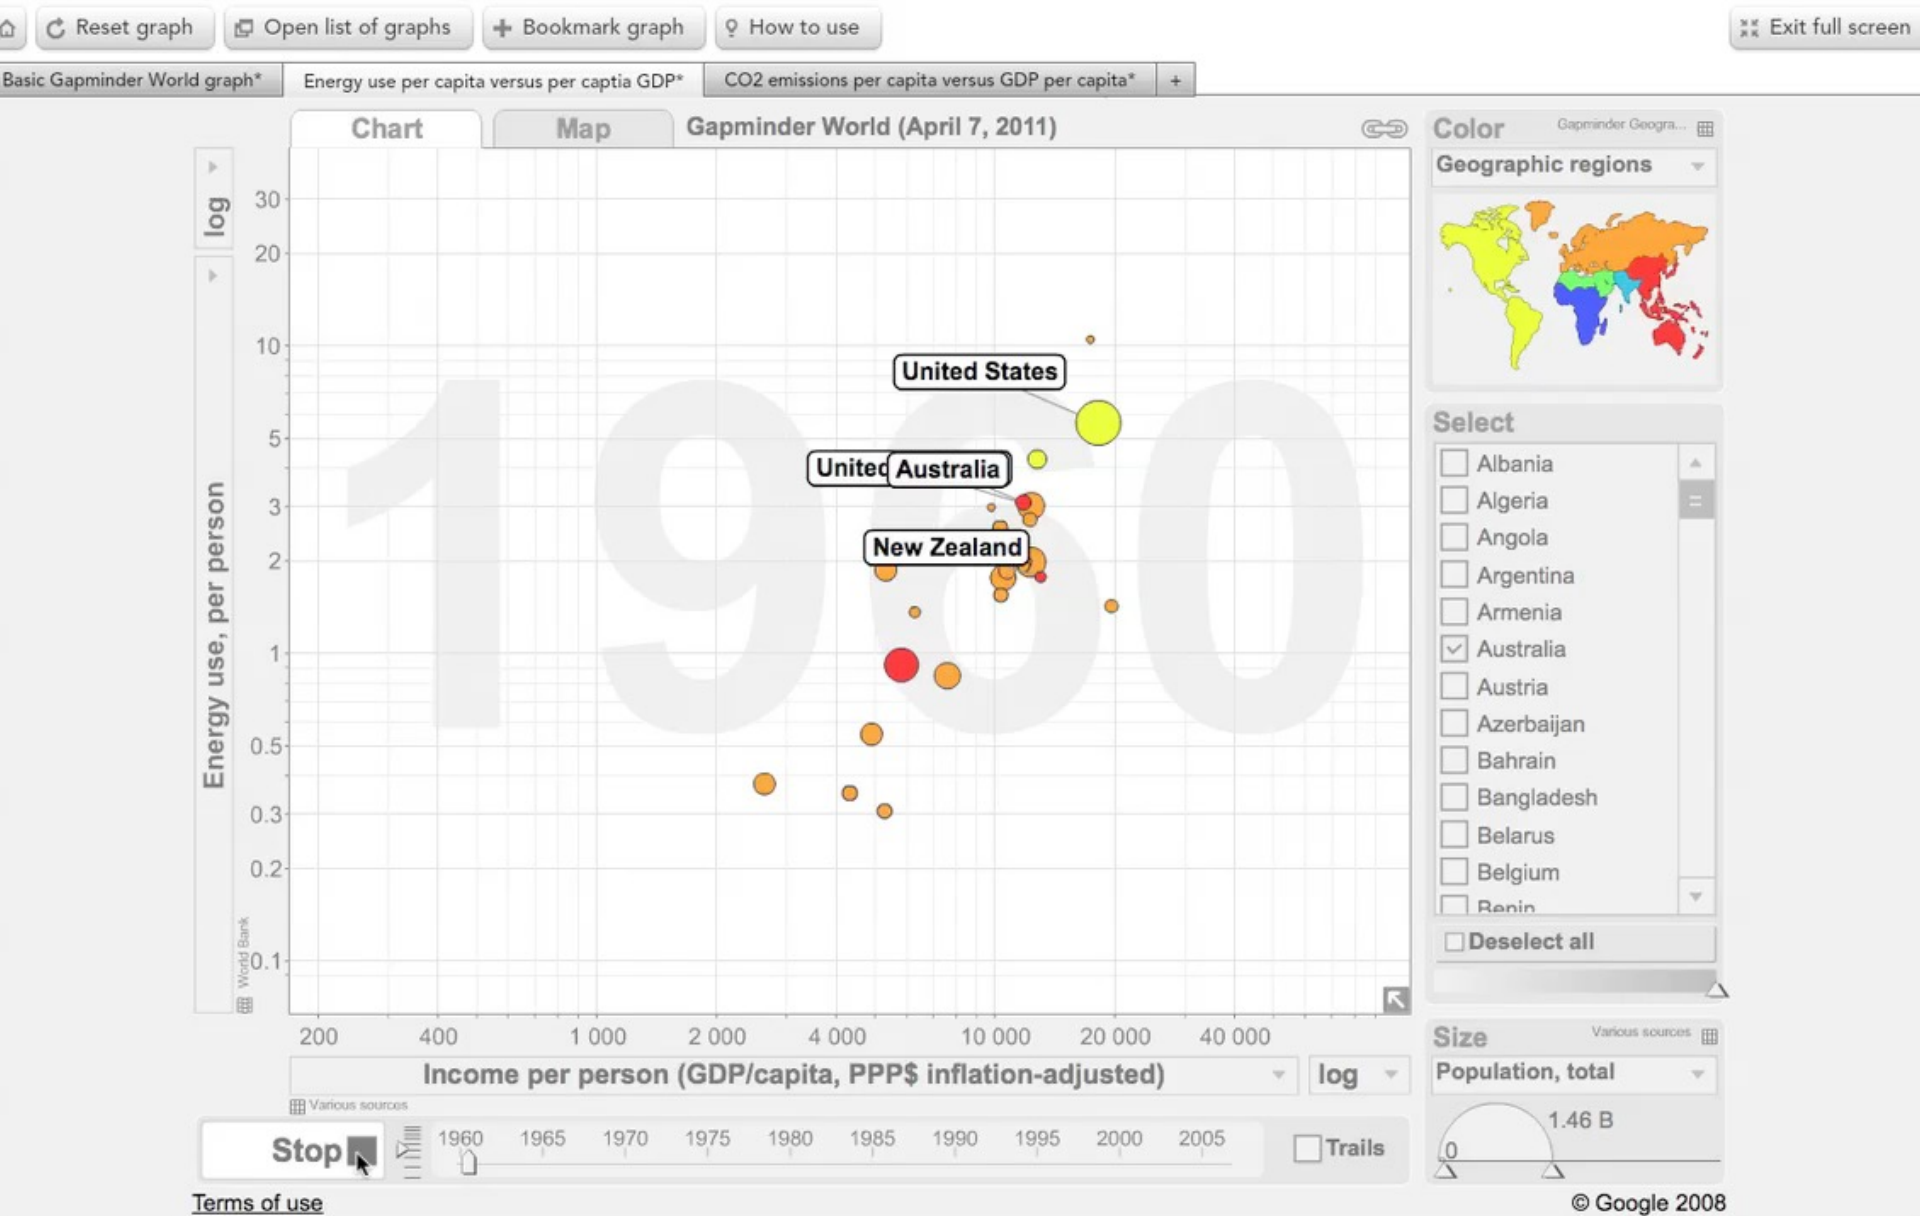 Reset graph
Open list of graphs
Bookmark graph
How to use
Exit full screen
Basic Gapminder World graph*
Energy use per capita versus per captia GDP*
CO2 emissions per capita versus GDP per capita*
+
Chart
Map
Gapminder World (April 7, 2011)
log
Energy use, per person
World Bank
1960
30
20
10
5
3
2
1
0.5
0.3
0.2
0.1
United States
United
Australia
New Zealand
200
400
1 000
2 000
4 000
10 000
20 000
40 000
Income per person (GDP/capita, PPP$ inflation-adjusted)
log
Various sources
Stop
1960
1965
1970
1975
1980
1985
1990
1995
2000
2005
Trails
Color
Gapminder Geogra...
Geographic regions
Select
Albania
Algeria
Angola
Argentina
Armenia
Australia
Austria
Azerbaijan
Bahrain
Bangladesh
Belarus
Belgium
Benin
Deselect all
Size
Various sources
Population, total
1.46 B
0
Terms of use
© Google 2008